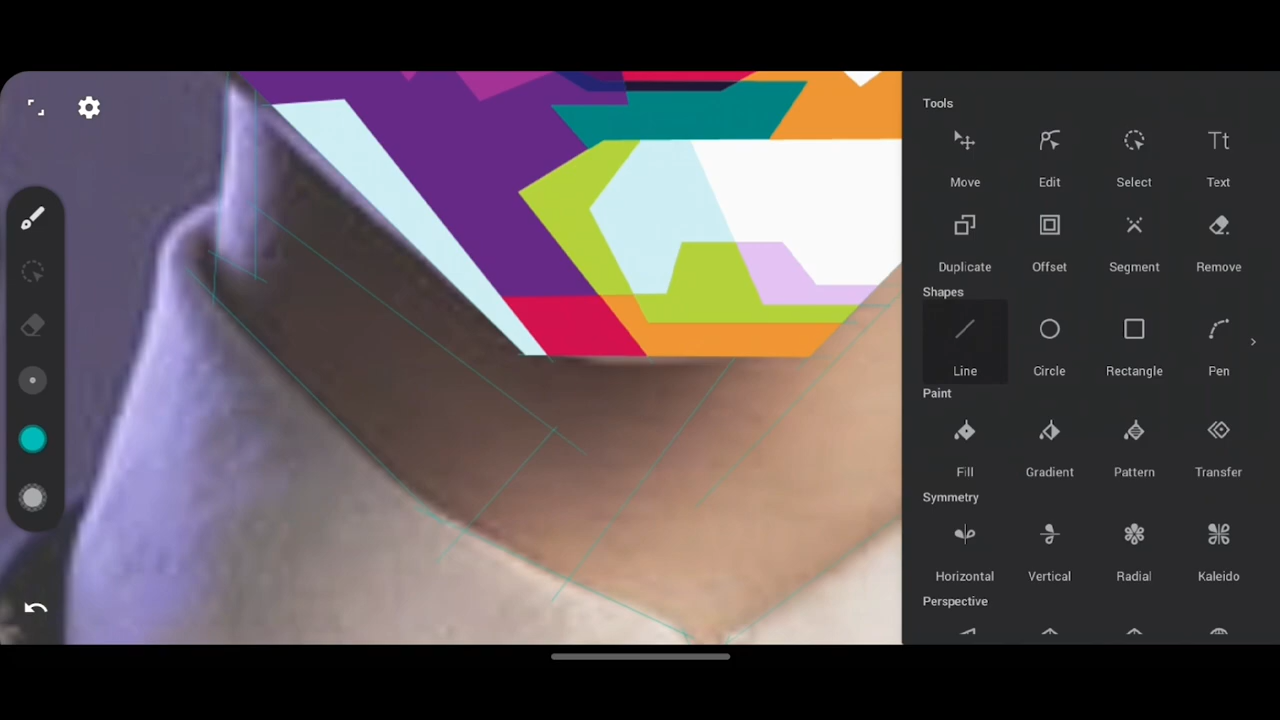 Tools
Move Edit Select Tt Text
Duplicate Offset Segment Remove
Shapes
Line Circle Rectangle Pen
Paint
Fill Gradient Pattern Transfer
Symmetry
Horizontal Vertical Radial Kaleido
Perspective